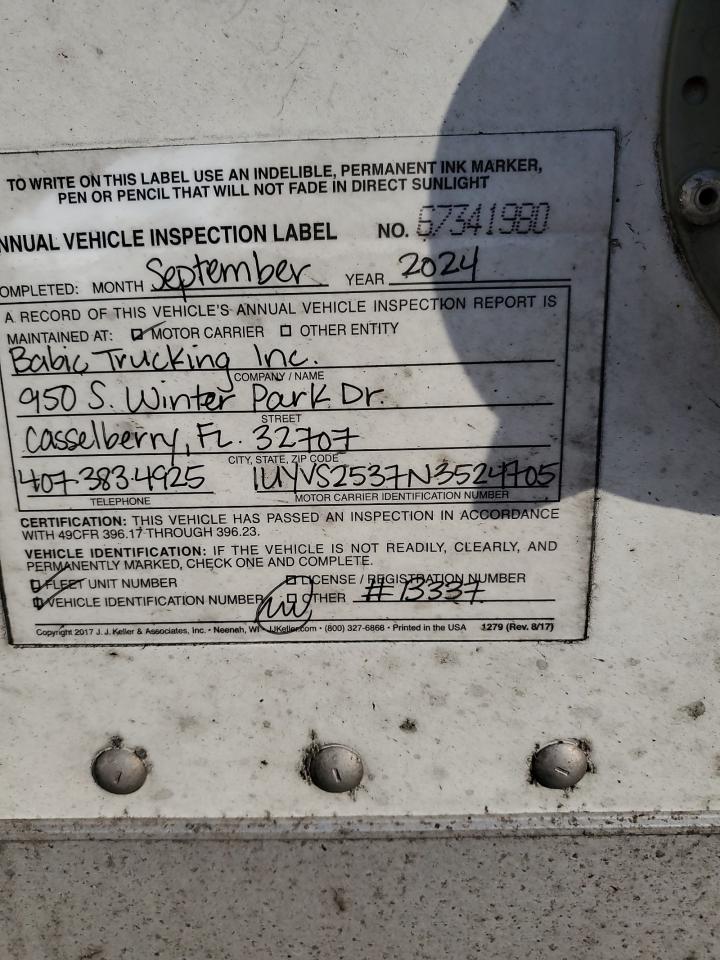 TO WRITE ON THIS LABEL USE AN INDELIBLE, PERMANENT INK MARKER,
PEN OR PENCIL THAT WILL NOT FADE IN DIRECT SUNLIGHT
NNUAL VEHICLE INSPECTION LABEL NO. 67341980
OMPLETED: MONTH September YEAR 2024
A RECORD OF THIS VEHICLE'S ANNUAL VEHICLE INSPECTION REPORT IS
MAINTAINED AT: MOTOR CARRIER OTHER ENTITY
Babic Trucking Inc.
COMPANY / NAME
950 S. Winter Park Dr.
STREET
Casselberry, FL. 32707
CITY, STATE, ZIP CODE
407-383-4925 1UYVS2537N3524705
TELEPHONE MOTOR CARRIER IDENTIFICATION NUMBER
CERTIFICATION: THIS VEHICLE HAS PASSED AN INSPECTION IN ACCORDANCE
WITH 49CFR 396.17 THROUGH 396.23.
VEHICLE IDENTIFICATION: IF THE VEHICLE IS NOT READILY, CLEARLY, AND
PERMANENTLY MARKED, CHECK ONE AND COMPLETE.
FLEET UNIT NUMBER LICENSE / REGISTRATION NUMBER
VEHICLE IDENTIFICATION NUMBER OTHER #13337
Copyright 2017 J. J. Keller & Associates, Inc. • Neenah, WI • JJKeller.com • (800) 327-6868 • Printed in the USA 1279 (Rev. 8/17)